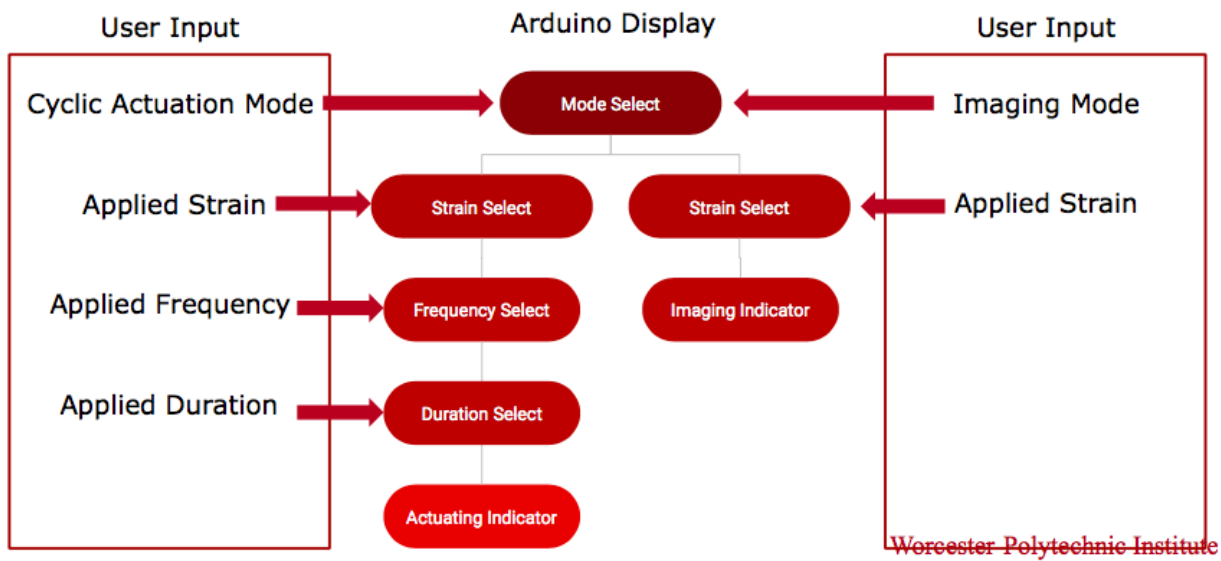 User Input
Arduino Display
User Input
Cyclic Actuation Mode
Mode Select
Imaging Mode
Applied Strain
Strain Select
Strain Select
Applied Strain
Applied Frequency
Frequency Select
Imaging Indicator
Applied Duration
Duration Select
Actuating Indicator
Worcester Polytechnic Institute